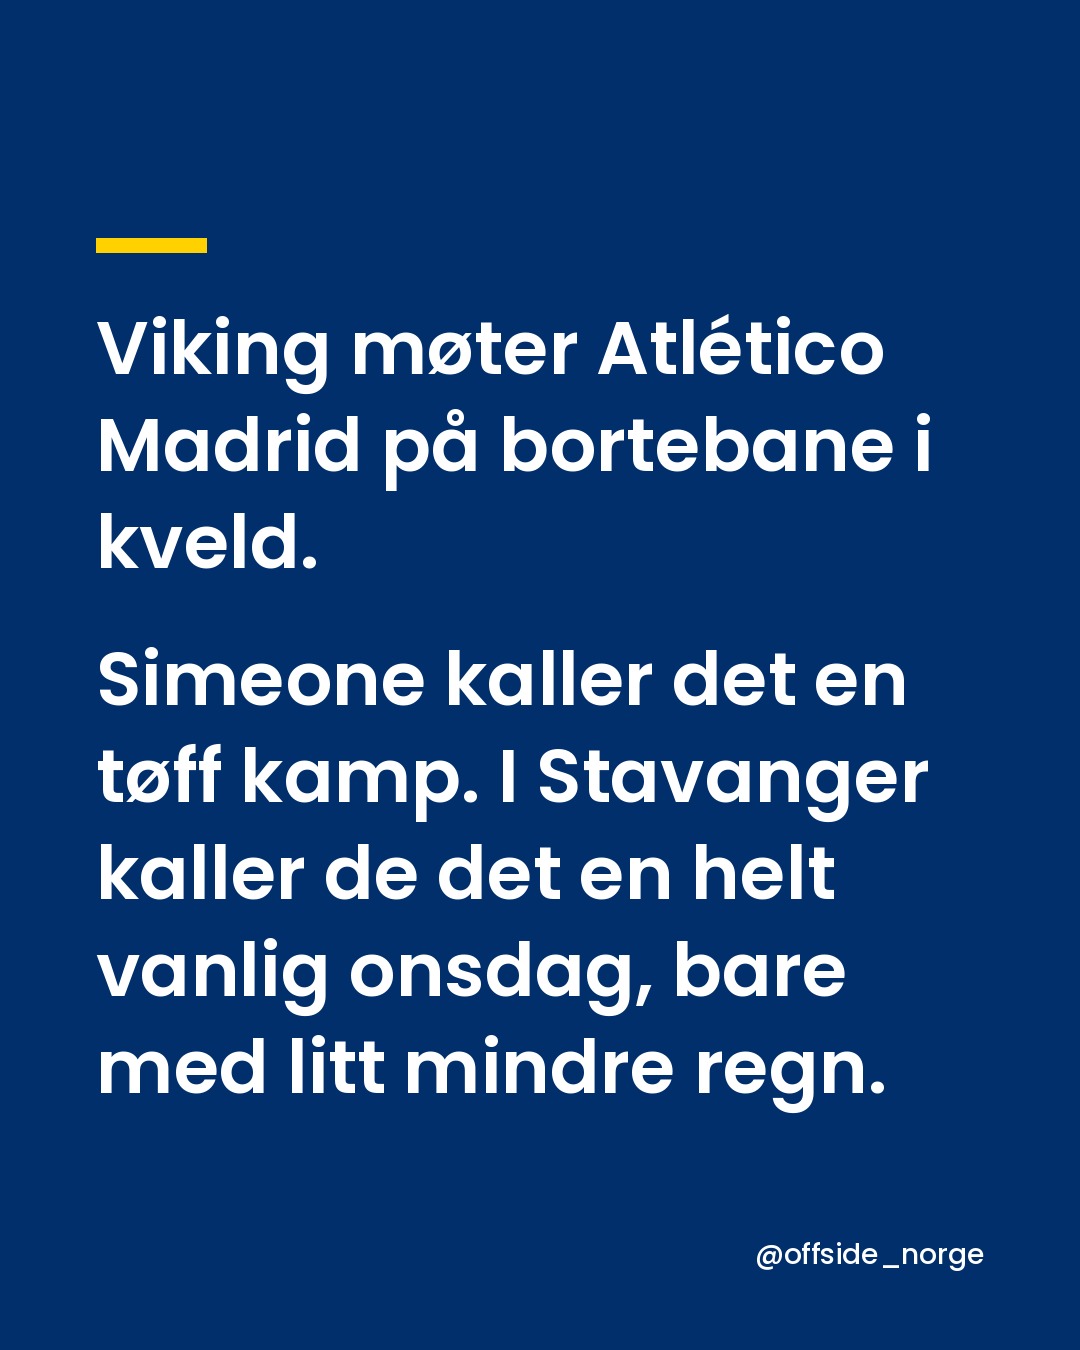 Viking møter Atlético
Madrid på bortebane i
kveld.
Simeone kaller det en
tøff kamp. I Stavanger
kaller de det en helt
vanlig onsdag, bare
med litt mindre regn.
@offside_norge